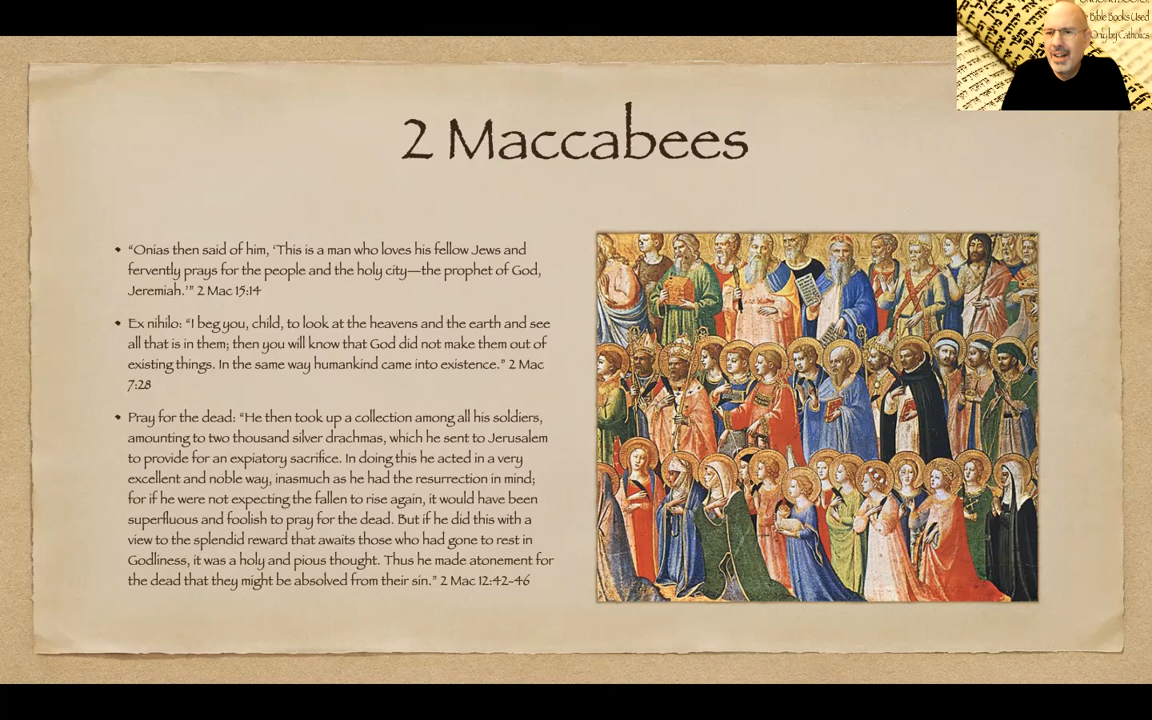 Bible Books Used
Only by Catholics
2 Maccabees
“Onias then said of him, ‘This is a man who loves his fellow Jews and
fervently prays for the people and the holy city—the prophet of God,
Jeremiah.’” 2 Mac 15:14
Ex nihilo: “I beg you, child, to look at the heavens and the earth and see
all that is in them; then you will know that God did not make them out of
existing things. In the same way humankind came into existence.” 2 Mac
7:28
Pray for the dead: “He then took up a collection among all his soldiers,
amounting to two thousand silver drachmas, which he sent to Jerusalem
to provide for an expiatory sacrifice. In doing this he acted in a very
excellent and noble way, inasmuch as he had the resurrection in mind;
for if he were not expecting the fallen to rise again, it would have been
superfluous and foolish to pray for the dead. But if he did this with a
view to the splendid reward that awaits those who had gone to rest in
Godliness, it was a holy and pious thought. Thus he made atonement for
the dead that they might be absolved from their sin.” 2 Mac 12:42-46